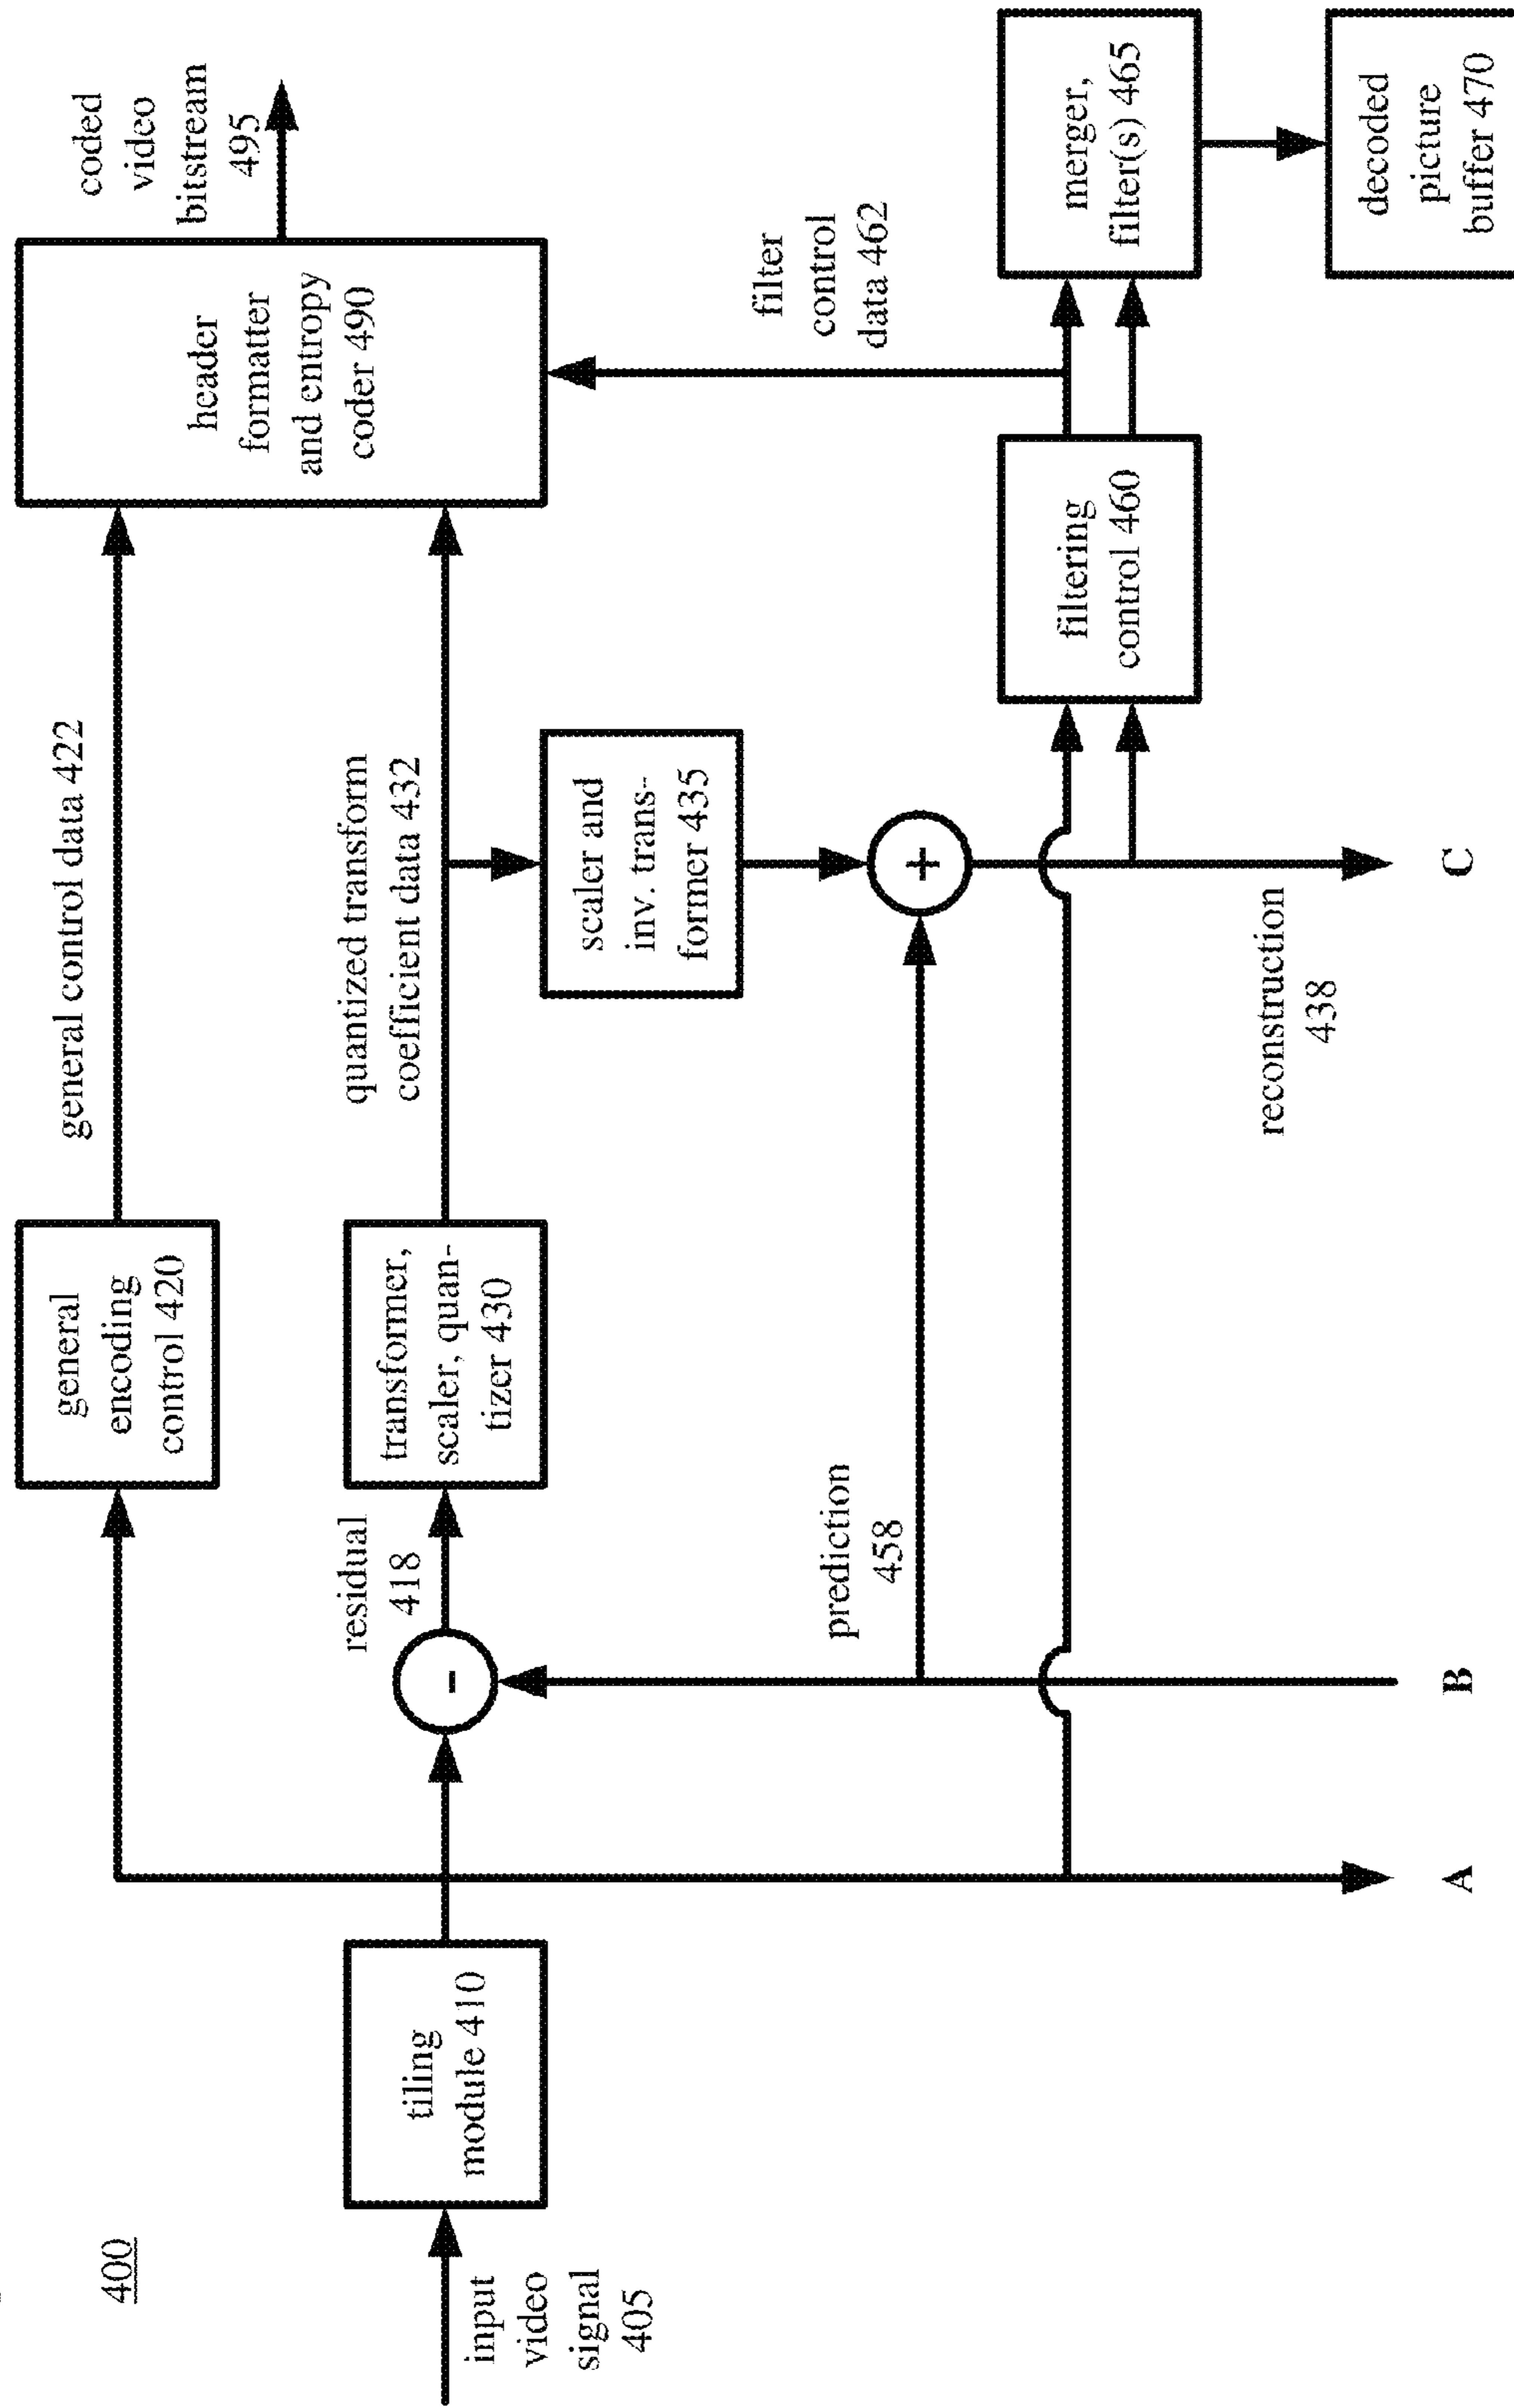 400
input
video
signal
405
tiling
module 410
general
encoding
control 420
general control data 422
header
formatter
and entropy
coder 490
coded
video
bitstream
495
-
residual
418
transformer,
scaler, quan-
tizer 430
quantized transform
coefficient data 432
scaler and
inv. trans-
former 435
prediction
458
+
filter
control
data 462
filtering
control 460
merger,
filter(s) 465
decoded
picture
buffer 470
reconstruction
438
A
B
C